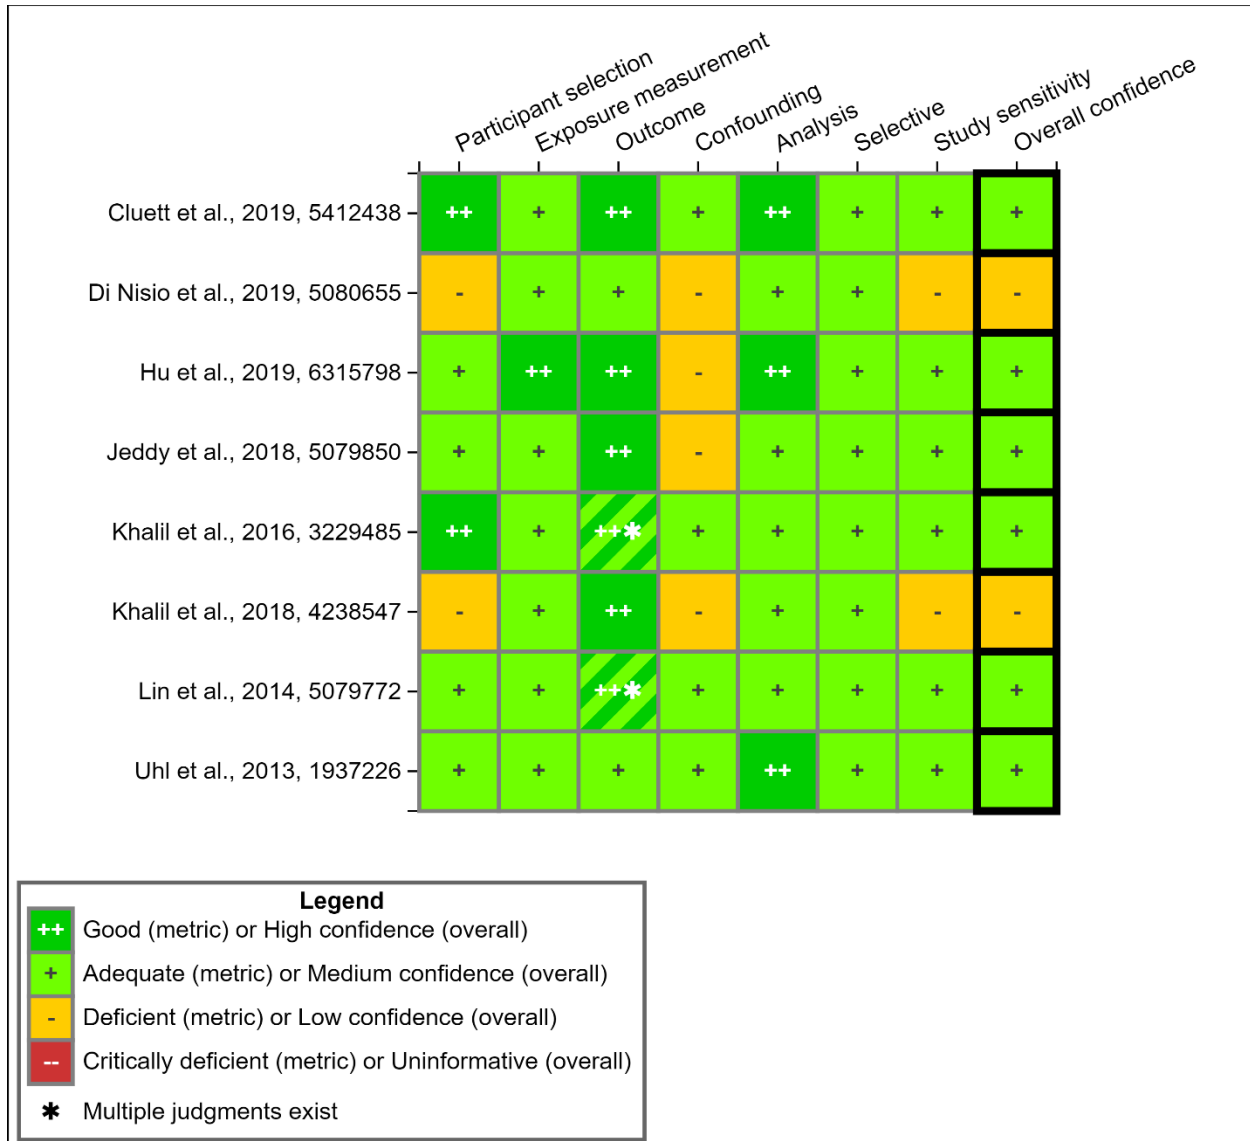 Participant selection
Exposure measurement
Outcome
Confounding
Analysis
Selective
Study sensitivity
Overall confidence
Cluett et al., 2019, 5412438 ++ + ++ + ++ + + +
Di Nisio et al., 2019, 5080655 - + + - + + - -
Hu et al., 2019, 6315798 + ++ ++ - ++ + + +
Jeddy et al., 2018, 5079850 + + ++ - + + + +
Khalil et al., 2016, 3229485 ++ + ++✱ + + + + +
Khalil et al., 2018, 4238547 - + ++ - + + - -
Lin et al., 2014, 5079772 + + ++✱ + + + + +
Uhl et al., 2013, 1937226 + + + + ++ + + +
Legend
++ Good (metric) or High confidence (overall)
+ Adequate (metric) or Medium confidence (overall)
- Deficient (metric) or Low confidence (overall)
-- Critically deficient (metric) or Uninformative (overall)
✱ Multiple judgments exist